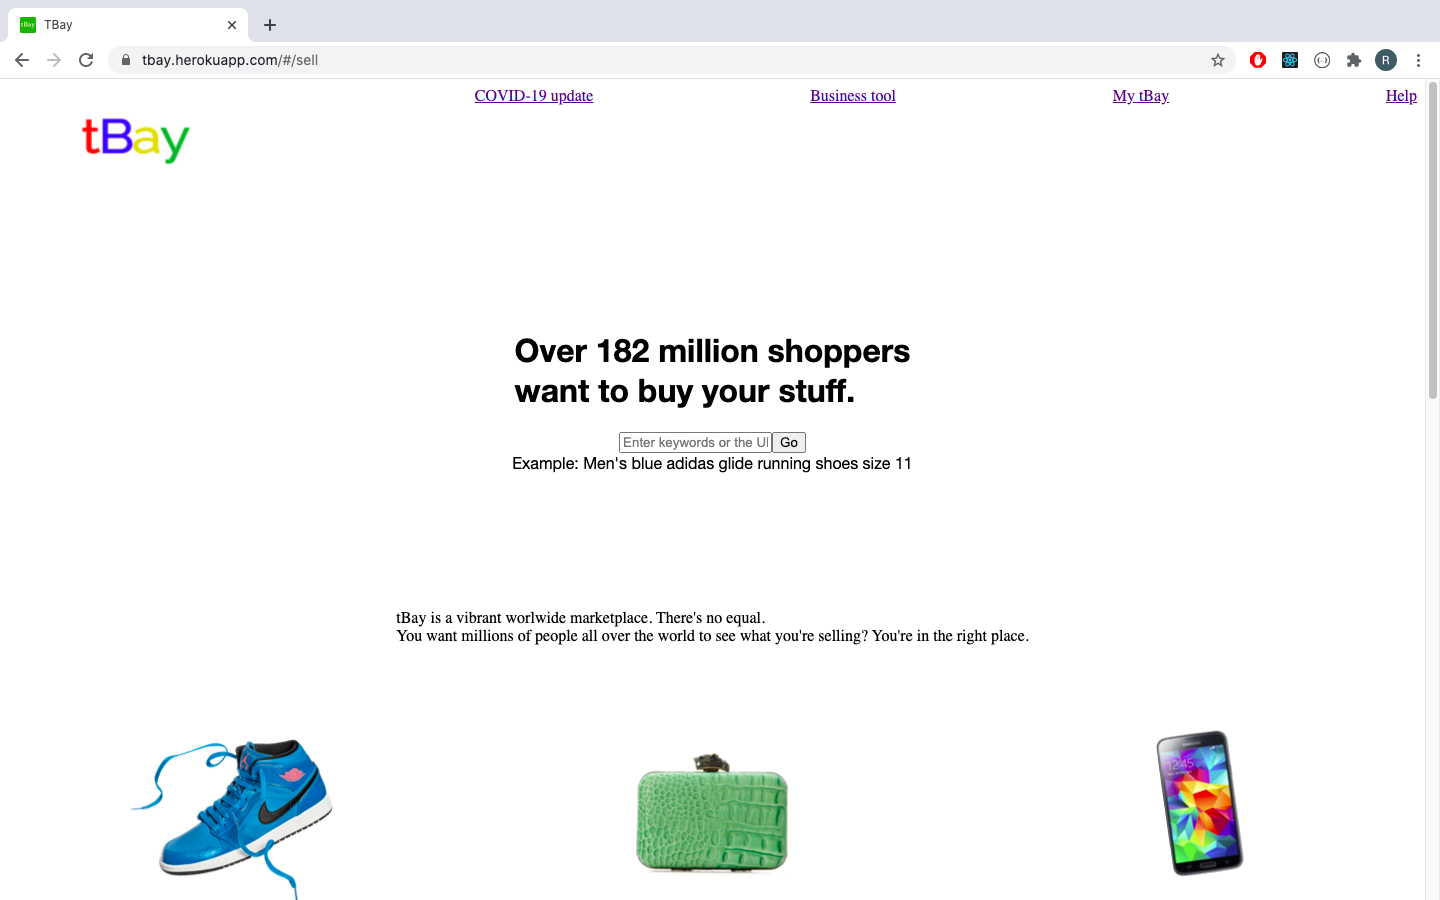 tBay
TBay
tbay.herokuapp.com/#/sell
R
COVID-19 update
Business tool
My tBay
Help
tBay
Over 182 million shoppers
want to buy your stuff.
Enter keywords or the
Go
Example: Men's blue adidas glide running shoes size 11
tBay is a vibrant worlwide marketplace. There's no equal.
You want millions of people all over the world to see what you're selling? You're in the right place.
12:45